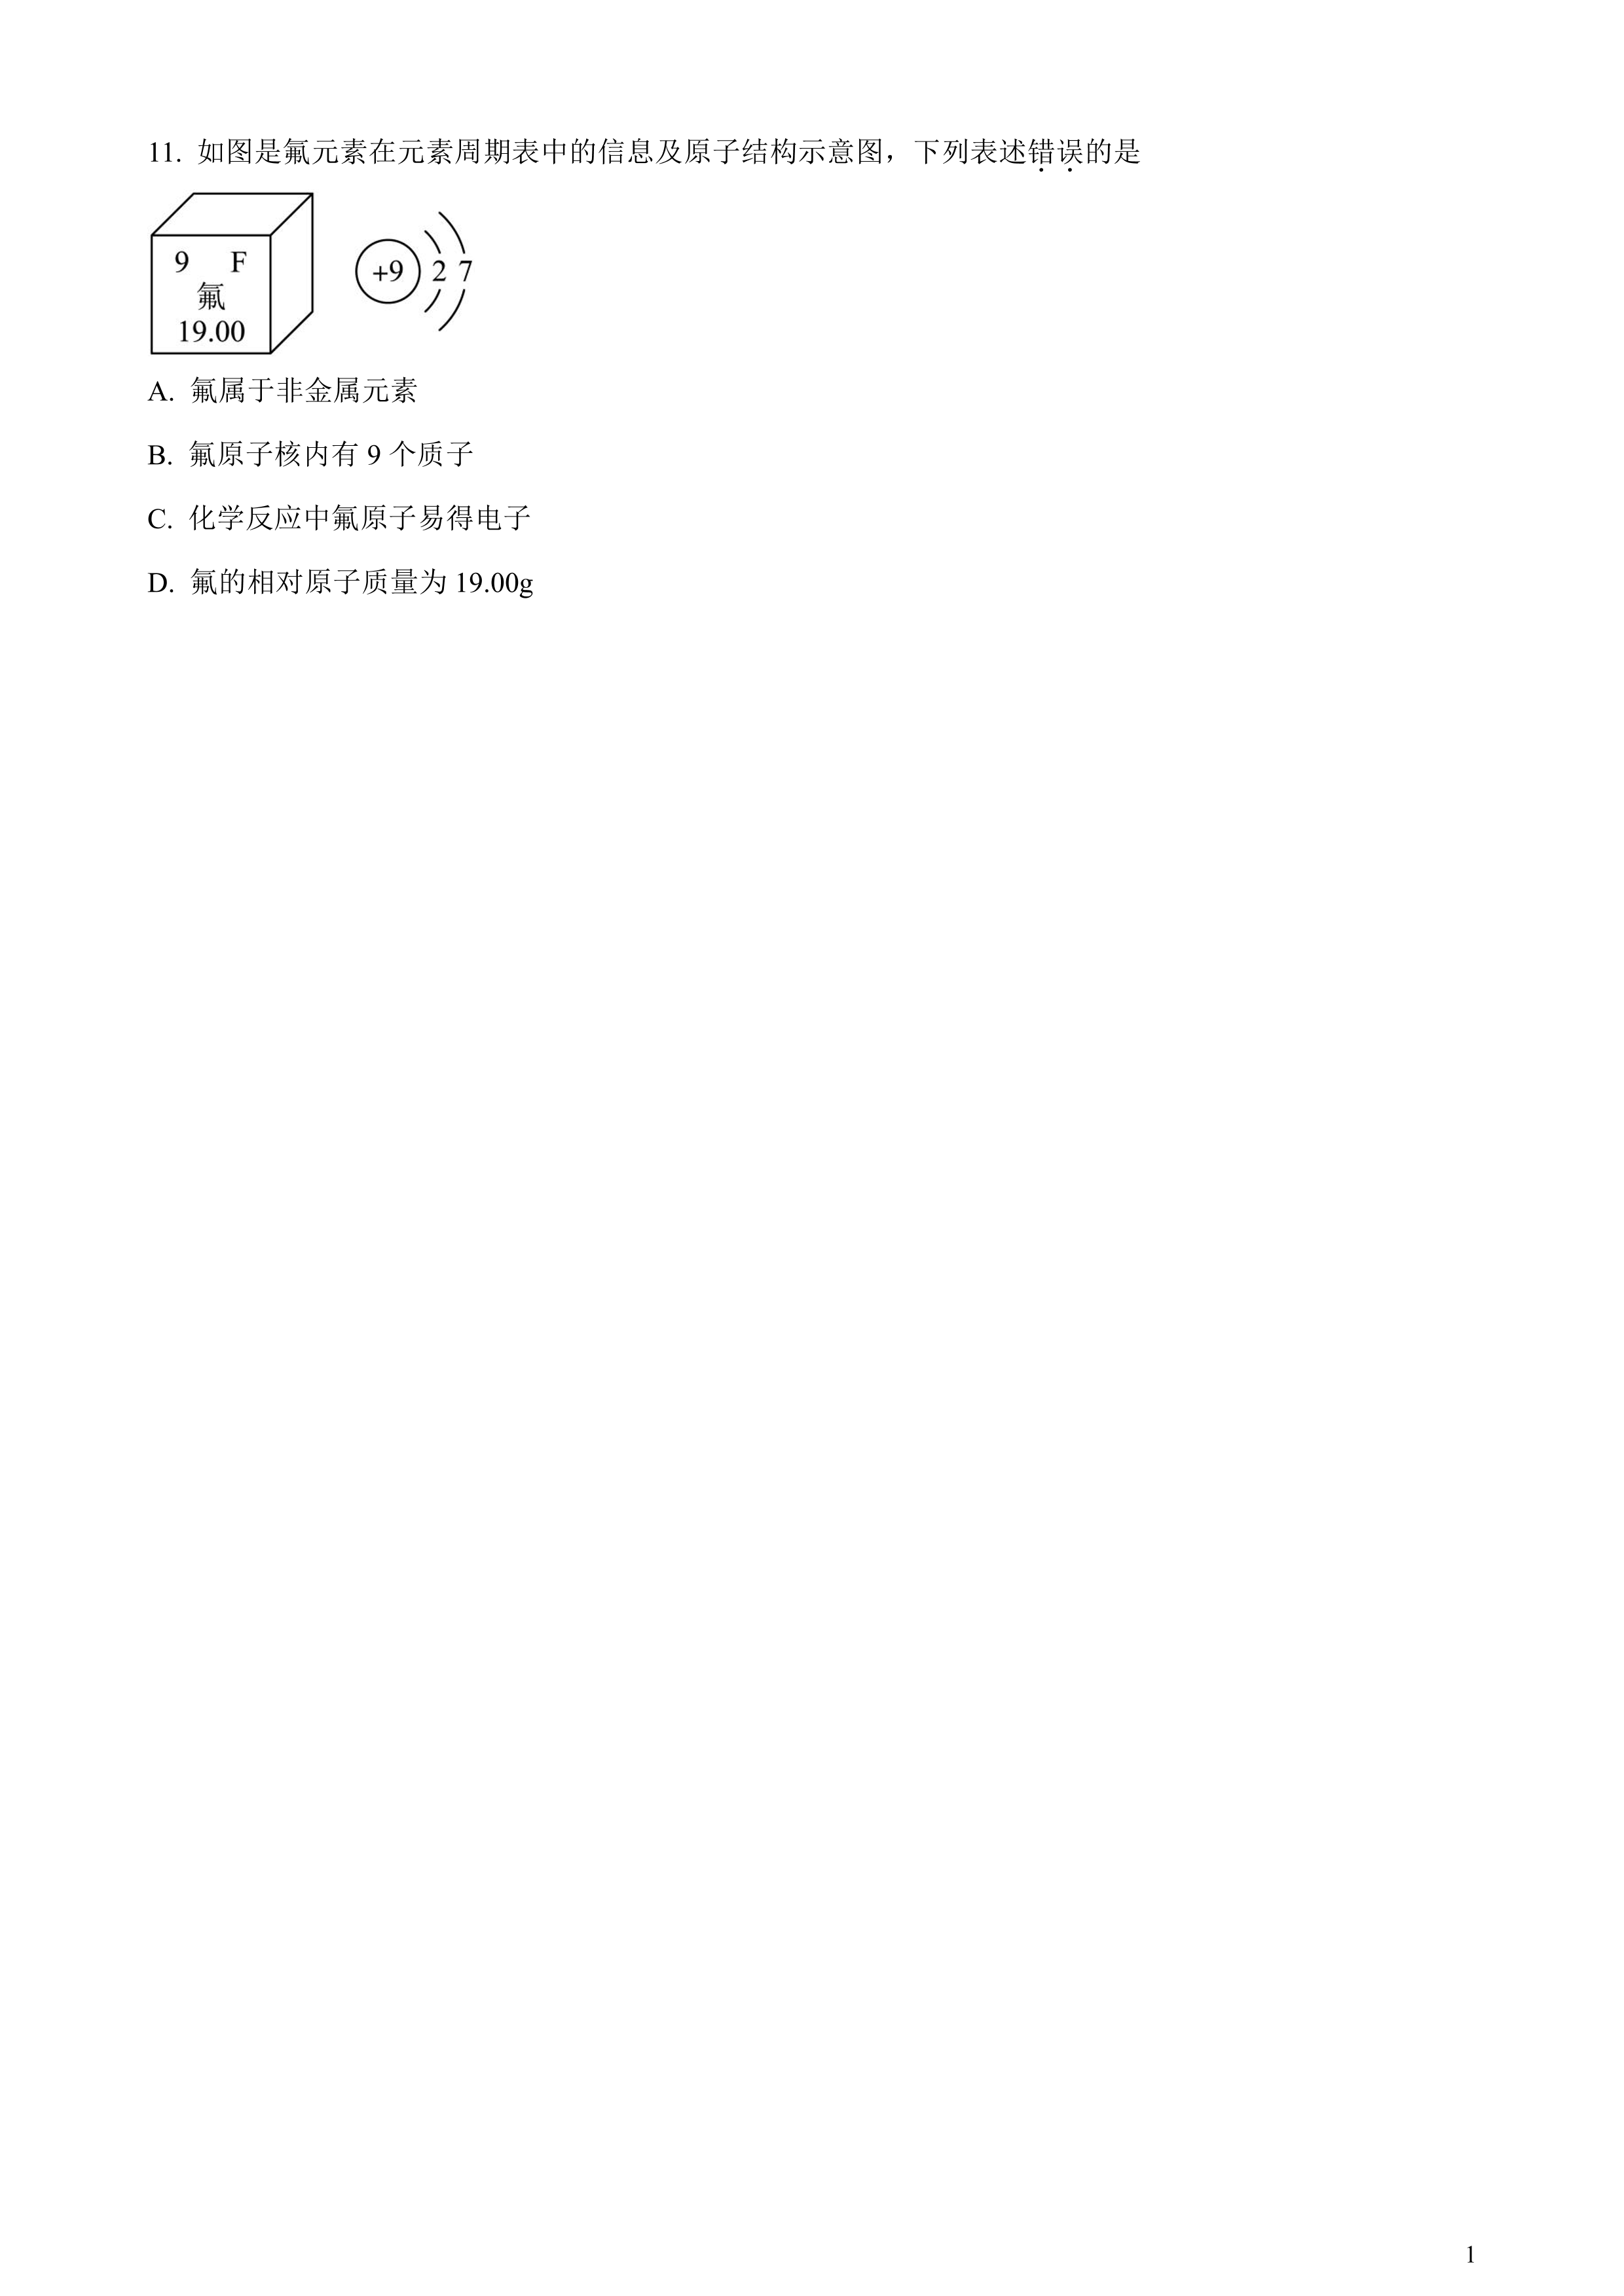 11. 如图是氟元素在元素周期表中的信息及原子结构示意图，下列表述错误的是
9 F
氟
19.00
+9 2 7
A. 氟属于非金属元素
B. 氟原子核内有 9 个质子
C. 化学反应中氟原子易得电子
D. 氟的相对原子质量为 19.00g
1